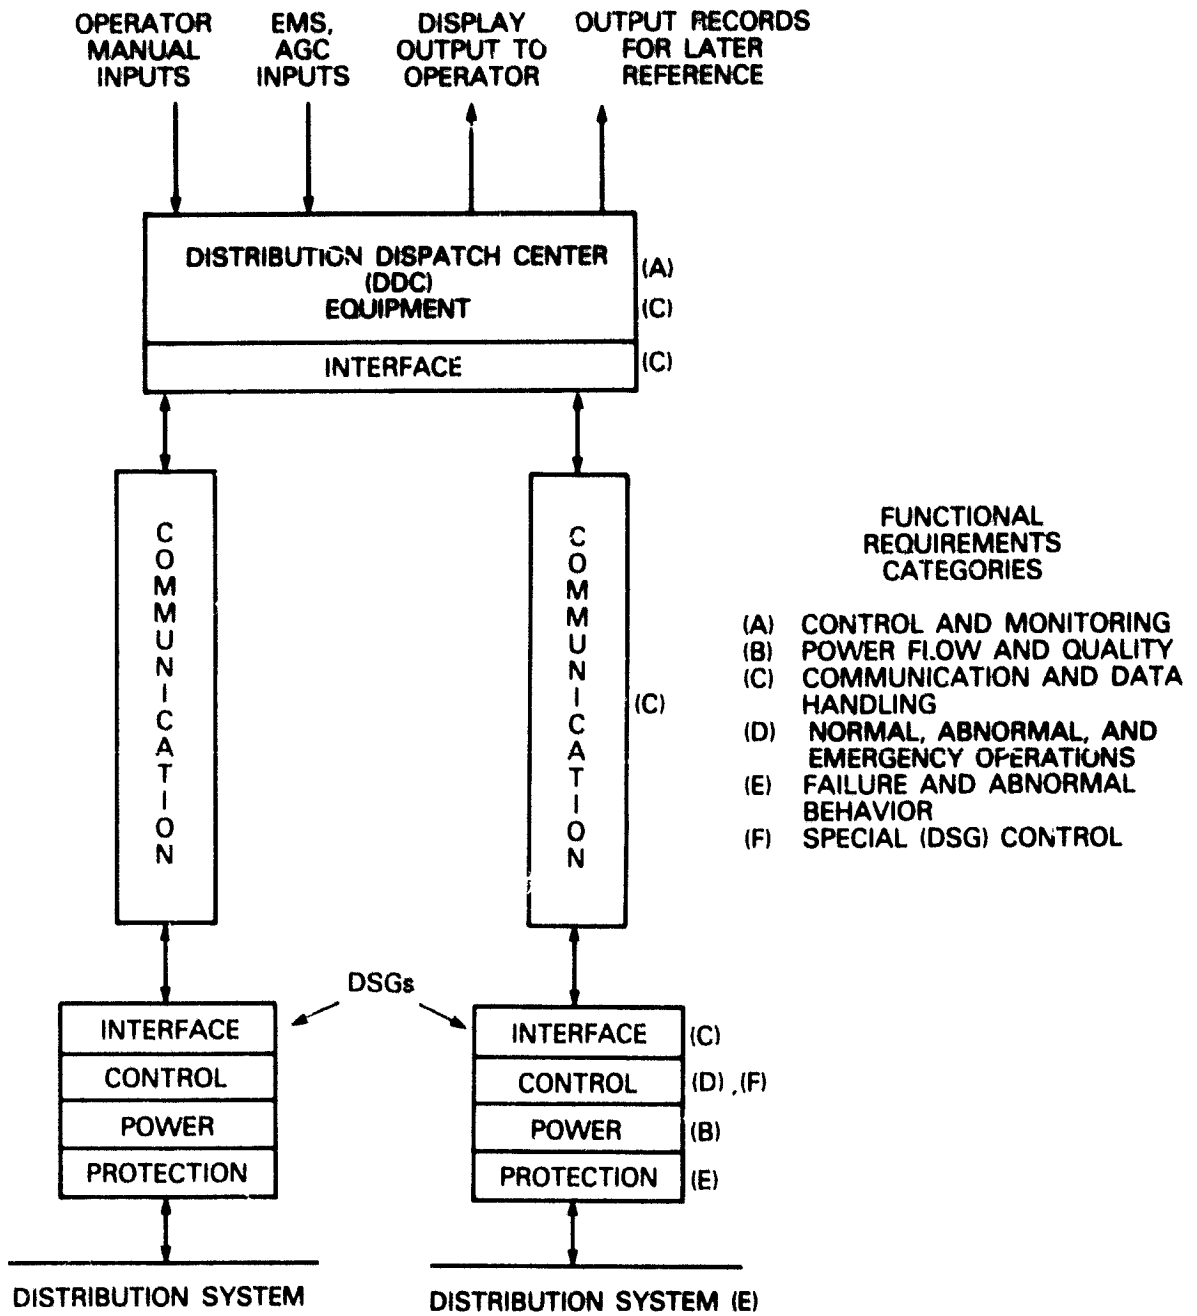 OPERATOR
MANUAL
INPUTS
EMS,
AGC
INPUTS
DISPLAY
OUTPUT TO
OPERATOR
OUTPUT RECORDS
FOR LATER
REFERENCE
DISTRIBUTION DISPATCH CENTER
(DDC)
EQUIPMENT
(A)
(C)
INTERFACE
(C)
COMMUNICATION
COMMUNICATION
(C)
FUNCTIONAL
REQUIREMENTS
CATEGORIES
(A) CONTROL AND MONITORING
(B) POWER FLOW AND QUALITY
(C) COMMUNICATION AND DATA
HANDLING
(D) NORMAL, ABNORMAL, AND
EMERGENCY OPERATIONS
(E) FAILURE AND ABNORMAL
BEHAVIOR
(F) SPECIAL (DSG) CONTROL
DSGs
INTERFACE
CONTROL
POWER
PROTECTION
INTERFACE (C)
CONTROL (D),(F)
POWER (B)
PROTECTION (E)
DISTRIBUTION SYSTEM
DISTRIBUTION SYSTEM (E)